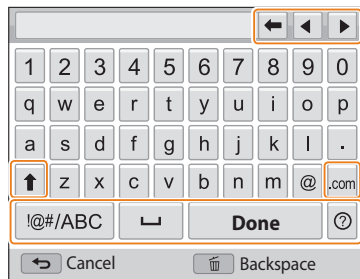 1 2 3 4 5 6 7 8 9 0
q w e r t y u i o p
a s d f g h j k l .
z x c v b n m @ .com
!@#/ABC Done ?
Cancel Backspace